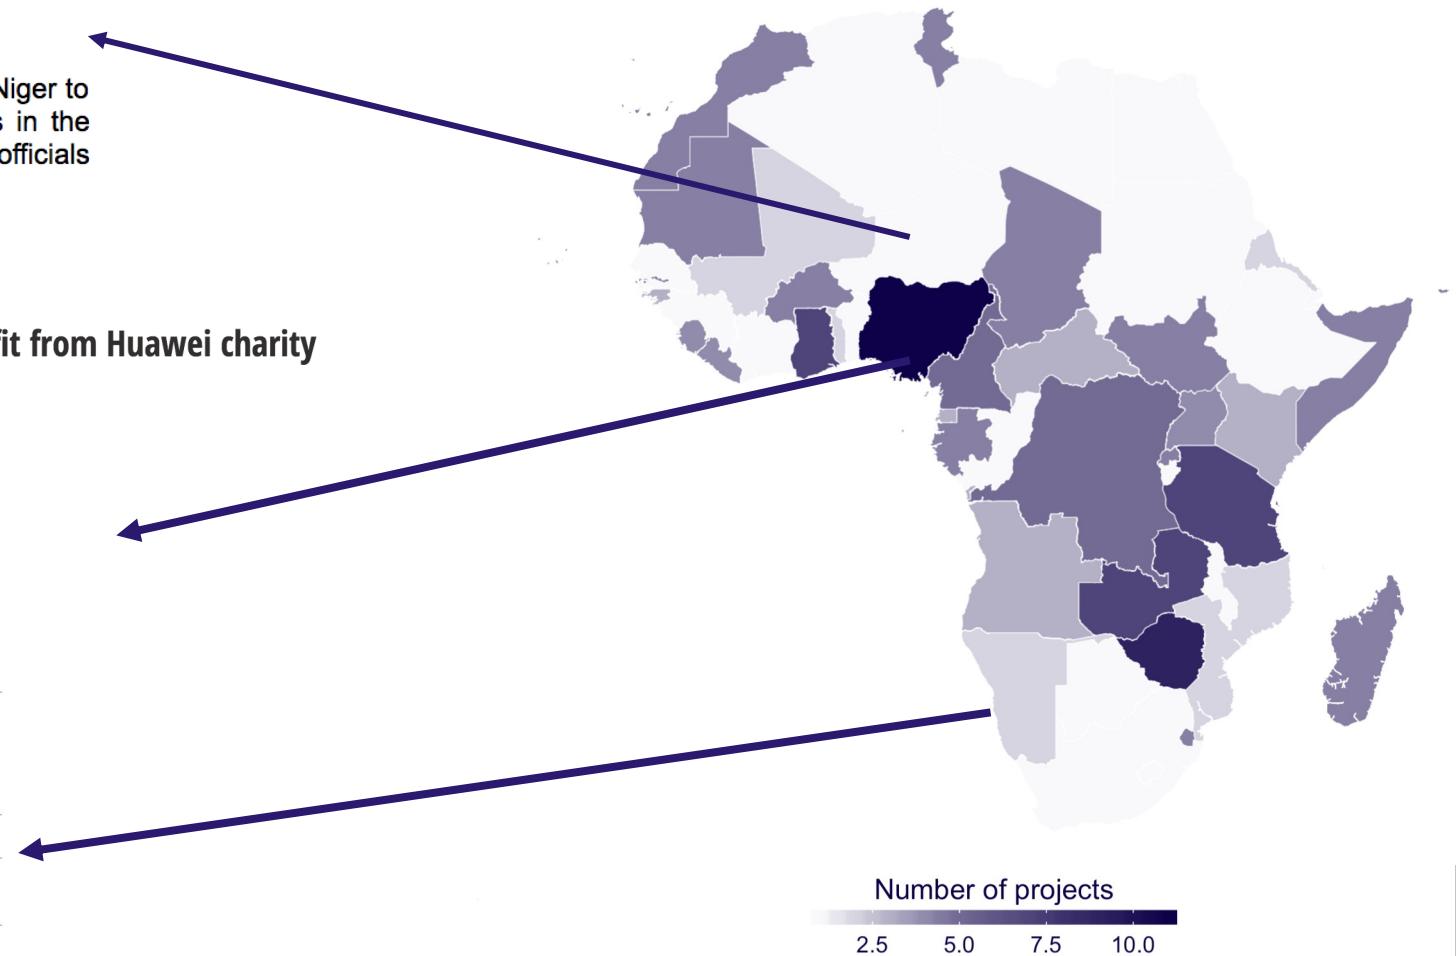 Niger to
in the
officials
fit from Huawei charity
Number of projects
2.5 5.0 7.5 10.0